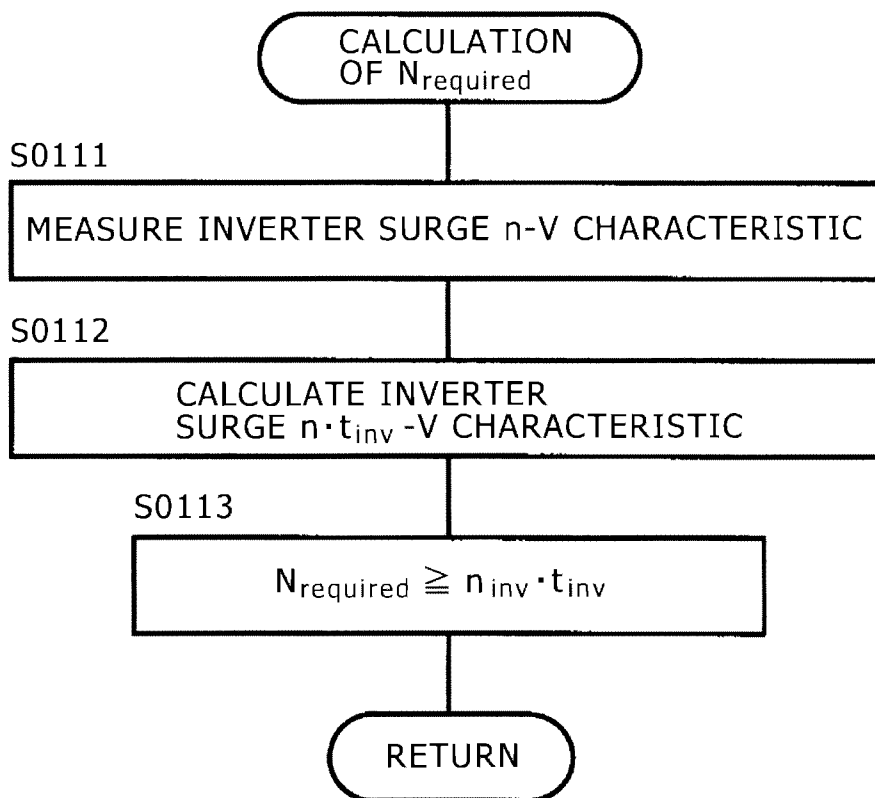 CALCULATION
OF Nrequired
S0111
MEASURE INVERTER SURGE n-V CHARACTERISTIC
S0112
CALCULATE INVERTER
SURGE n·tinv -V CHARACTERISTIC
S0113
Nrequired ≧ ninv·tinv
RETURN